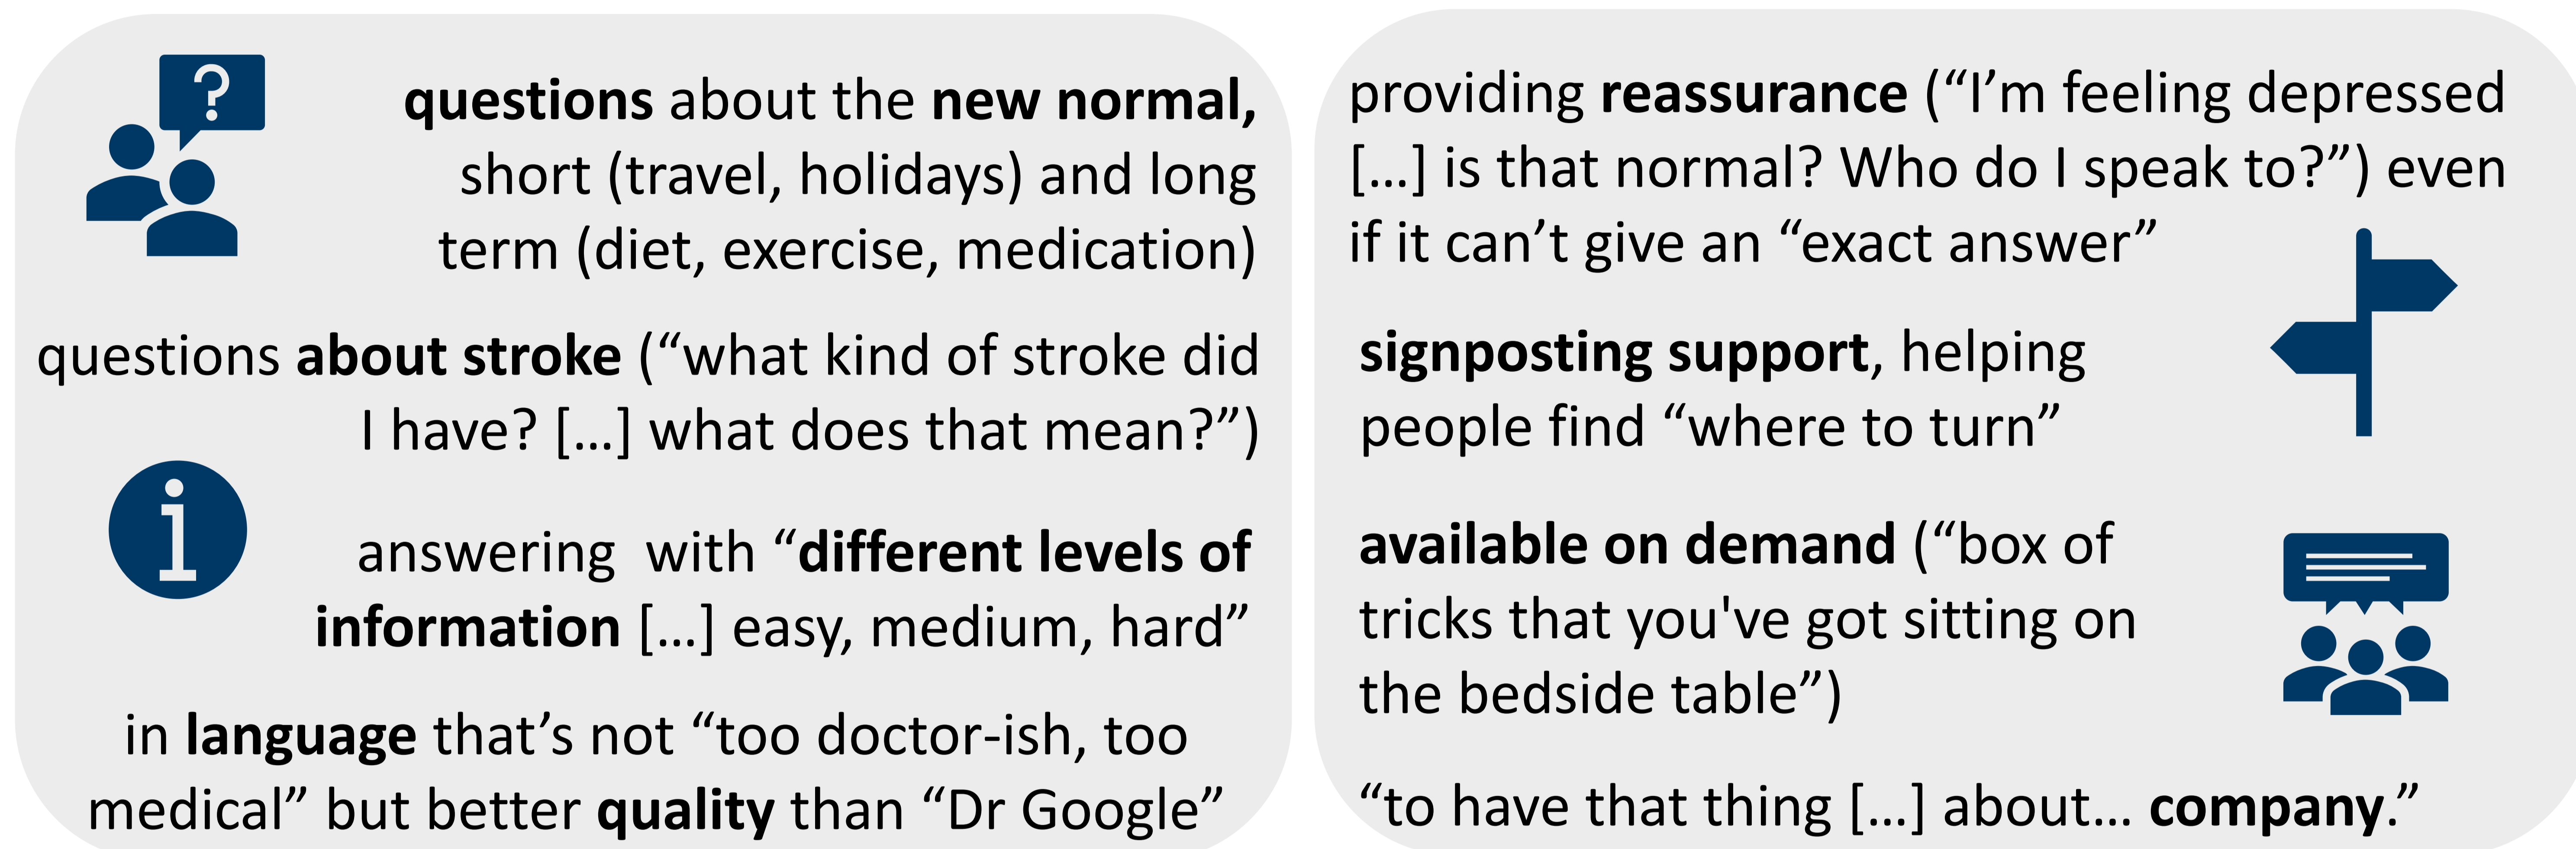 questions about the new normal,
short (travel, holidays) and long
term (diet, exercise, medication)
questions about stroke (“what kind of stroke did
I have? [...] what does that mean?”)
answering  with “different levels of
information [...] easy, medium, hard”
in language that’s not “too doctor-ish, too
medical” but better quality than “Dr Google”
providing reassurance (“I’m feeling depressed
[...] is that normal? Who do I speak to?”) even
if it can’t give an “exact answer”
signposting support, helping
people find “where to turn”
available on demand (“box of
tricks that you've got sitting on
the bedside table”)
“to have that thing [...] about... company.”